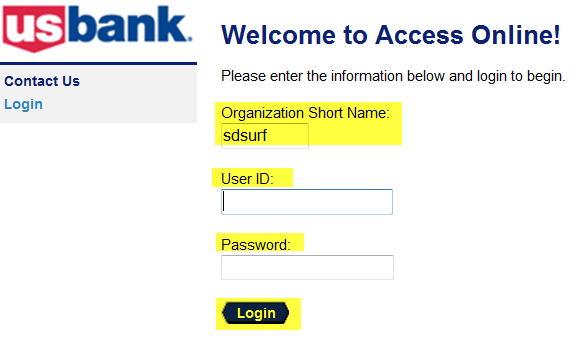 usbank.
Welcome to Access Online!
Contact Us
Login
Please enter the information below and login to begin.
Organization Short Name:
sdsurf
User ID:
Password:
Login